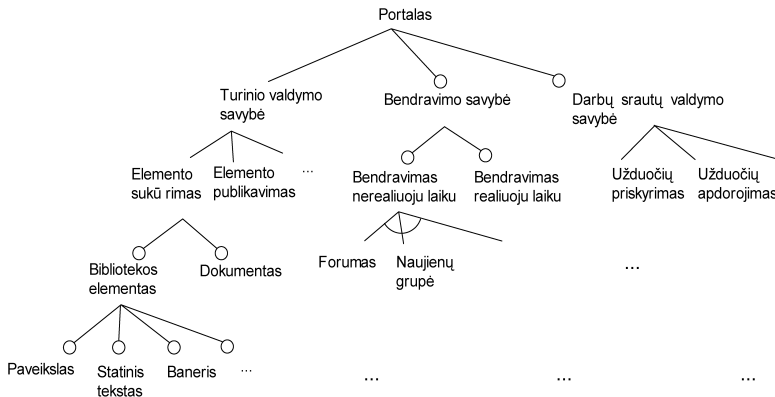 Portalas
Turinio valdymo
savybė
Bendravimo savybė
Darbų srautų valdymo
savybė
Elemento
sukū rimas
Elemento
publikavimas
...
Bendravimas
nerealiuoju laiku
Bendravimas
realiuoju laiku
Užduočių
priskyrimas
Užduočių
apdorojimas
Bibliotekos
elementas
Dokumentas
Forumas
Naujienų
grupė
...
Paveikslas
Statinis
tekstas
Baneris
...
...
...
...